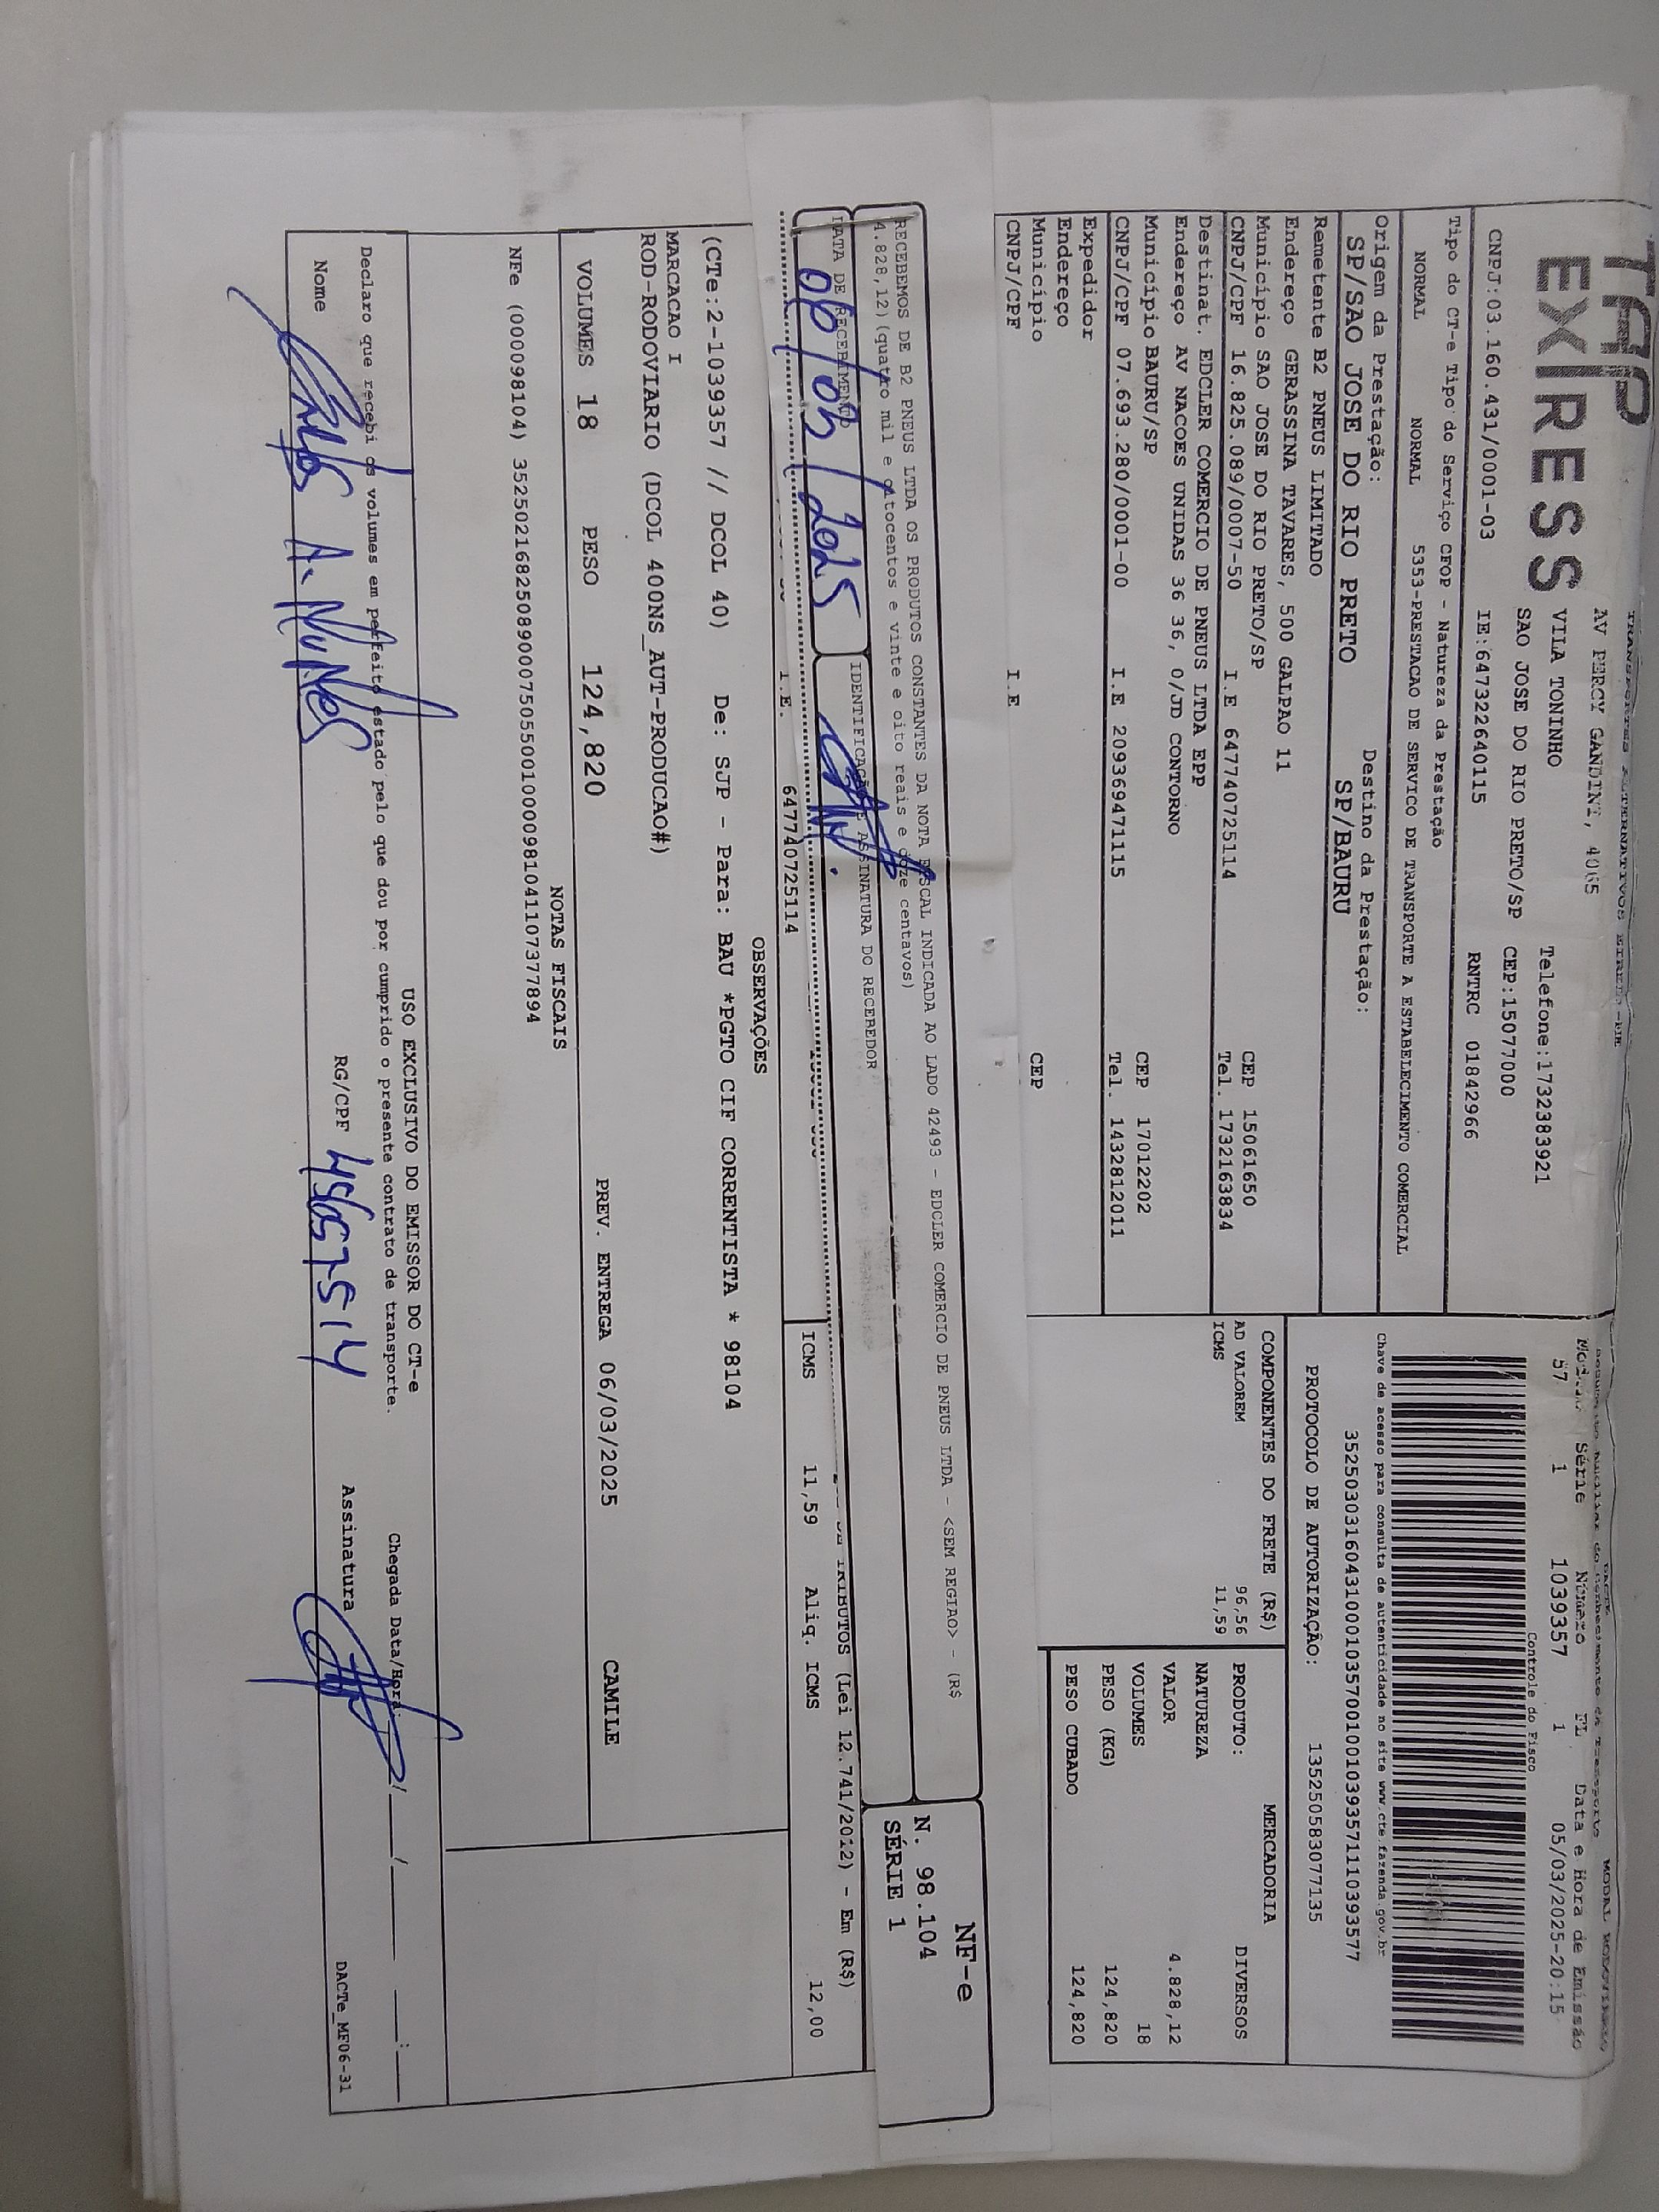 TAP
EXPRESS
AV PERCY GANDINI, 4065
VILA TONINHO
Telefone:1732383921
SAO JOSE DO RIO PRETO/SP
CEP:15077000
CNPJ:03.160.431/0001-03
IE:647322640115
RNTRC 01842966
MODAL RODOVIARIO
Série
Número
FL
Data e Hora de Emissão
57
1
1039357
1
05/03/2025-20:15
Controle do Fisco
Tipo do CT-e Tipo do Serviço CFOP - Natureza da Prestação
NORMAL NORMAL 5353-PRESTACAO DE SERVICO DE TRANSPORTE A ESTABELECIMENTO COMERCIAL
Chave de acesso para consulta de autenticidade no site www.cte.fazenda.gov.br
35250303160431000103570010010393571110393577
Origem da Prestação:
Destino da Prestação:
SP/SAO JOSE DO RIO PRETO
SP/BAURU
PROTOCOLO DE AUTORIZAÇÃO: 135250583077135
Remetente B2 PNEUS LIMITADO
Endereço GERASSINA TAVARES, 500 GALPAO 11
Município SAO JOSE DO RIO PRETO/SP
CEP 15061650
CNPJ/CPF 16.825.089/0007-50
I.E 647740725114
Tel. 1732163834
Destinat. EDCLER COMERCIO DE PNEUS LTDA EPP
Endereço AV NACOES UNIDAS 36 36, 0/JD CONTORNO
Município BAURU/SP
CEP 17012202
CNPJ/CPF 07.693.280/0001-00
I.E 209369471115
Tel. 1432812011
Expedidor
Endereço
Município
CEP
CNPJ/CPF
I.E
COMPONENTES DO FRETE (R$)
AD VALOREM 96,56
ICMS 11,59
MERCADORIA
PRODUTO: DIVERSOS
NATUREZA
VALOR 4.828,12
VOLUMES 18
PESO (KG) 124,820
PESO CUBADO 124,820
RECEBEMOS DE B2 PNEUS LTDA OS PRODUTOS CONSTANTES DA NOTA FISCAL INDICADA AO LADO 42493 - EDCLER COMERCIO DE PNEUS LTDA - <SEM REGIAO> - (R$
4.828,12)(quatro mil e oitocentos e vinte e oito reais e doze centavos)
DATA DE RECEBIMENTO
IDENTIFICAÇÃO E ASSINATURA DO RECEBEDOR
06/03/2025
NF-e
N. 98.104
SÉRIE 1
TRIBUTOS (Lei 12.741/2012) - Em (R$)
I.E. 647740725114
ICMS 11,59 Aliq. ICMS 12,00
OBSERVAÇÕES
(CTe:2-1039357 // DCOL 40) De: SJP - Para: BAU *PGTO CIF CORRENTISTA * 98104
MARCACAO I
ROD-RODOVIARIO (DCOL 400NS_AUT-PRODUCAO#)
VOLUMES 18 PESO 124,820 PREV. ENTREGA 06/03/2025 CAMILE
NOTAS FISCAIS
NFe (000098104) 35250216825089000750550010000981041107377894
USO EXCLUSIVO DO EMISSOR DO CT-e
Declaro que recebi os volumes em perfeito estado pelo que dou por cumprido o presente contrato de transporte.
Chegada Data/Hora:
Nome
A. Nunes
RG/CPF
Assinatura
DACTe_MF06-31